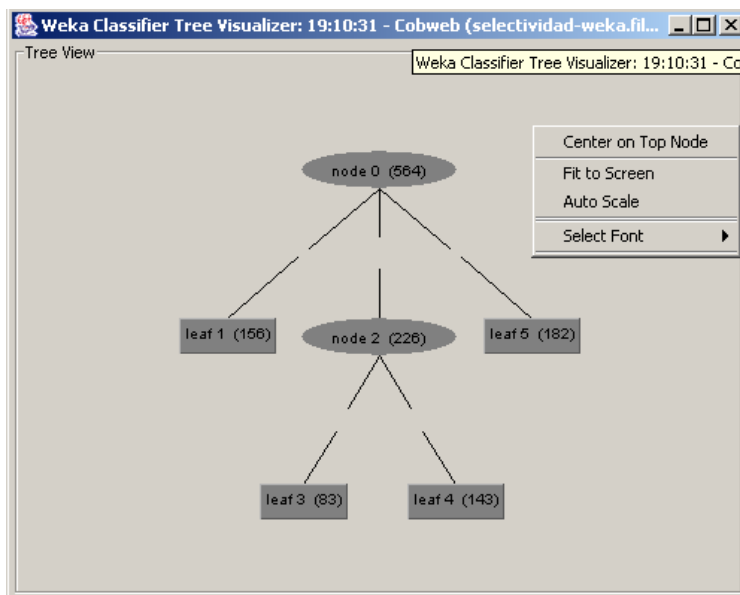 Weka Classifier Tree Visualizer: 19:10:31 - Cobweb (selectividad-weka.fil...
Tree View
Weka Classifier Tree Visualizer: 19:10:31 - Co
Center on Top Node
node 0 (564)
Fit to Screen
Auto Scale
Select Font
leaf 1 (156)
node 2 (226)
leaf 5 (182)
leaf 3 (83)
leaf 4 (143)